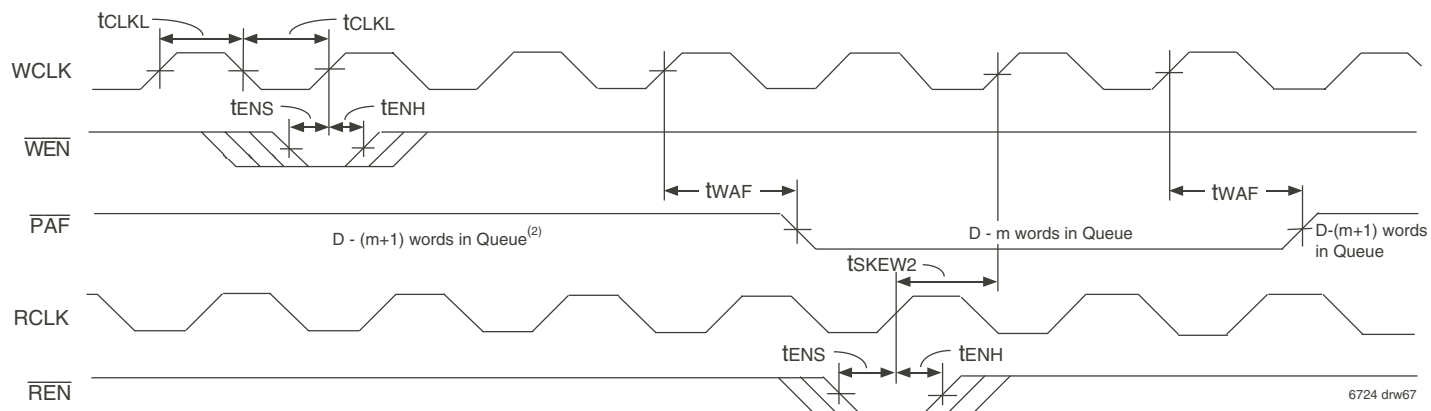 tCLKL tCLKL
WCLK
tENS tENH
WEN
tWAF tWAF
PAF
D - (m+1) words in Queue(2)
D - m words in Queue
D-(m+1) words
in Queue
tSKEW2
RCLK
tENS tENH
REN
6724 drw67